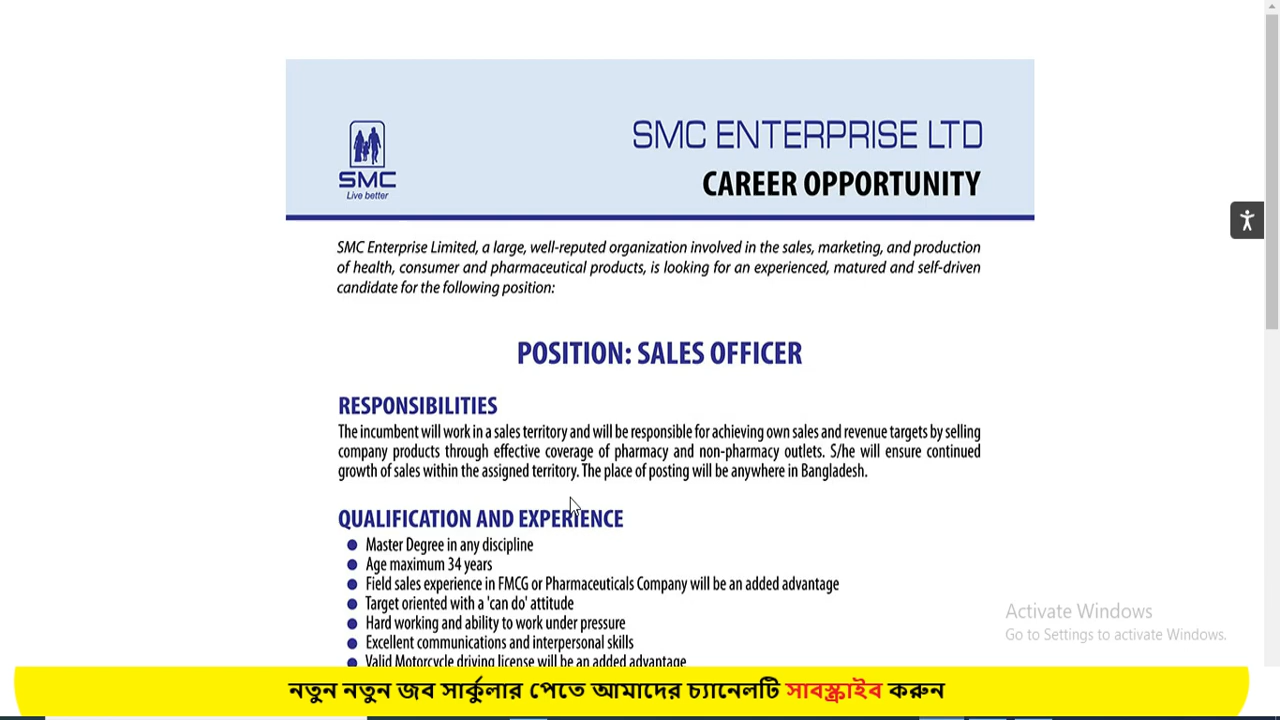 SMC ENTERPRISE LTD
CAREER OPPORTUNITY
SMC
Live better
SMC Enterprise Limited, a large, well-reputed organization involved in the sales, marketing, and production
of health, consumer and pharmaceutical products, is looking for an experienced, matured and self-driven
candidate for the following position:
POSITION: SALES OFFICER
RESPONSIBILITIES
The incumbent will work in a sales territory and will be responsible for achieving own sales and revenue targets by selling
company products through effective coverage of pharmacy and non-pharmacy outlets. S/he will ensure continued
growth of sales within the assigned territory. The place of posting will be anywhere in Bangladesh.
QUALIFICATION AND EXPERIENCE
● Master Degree in any discipline
● Age maximum 34 years
● Field sales experience in FMCG or Pharmaceuticals Company will be an added advantage
● Target oriented with a 'can do' attitude
● Hard working and ability to work under pressure
● Excellent communications and interpersonal skills
● Valid Motorcycle driving license will be an added advantage
Activate Windows
Go to Settings to activate Windows.
নতুন নতুন জব সার্কুলার পেতে আমাদের চ্যানেলটি সাবস্ক্রাইব করুন